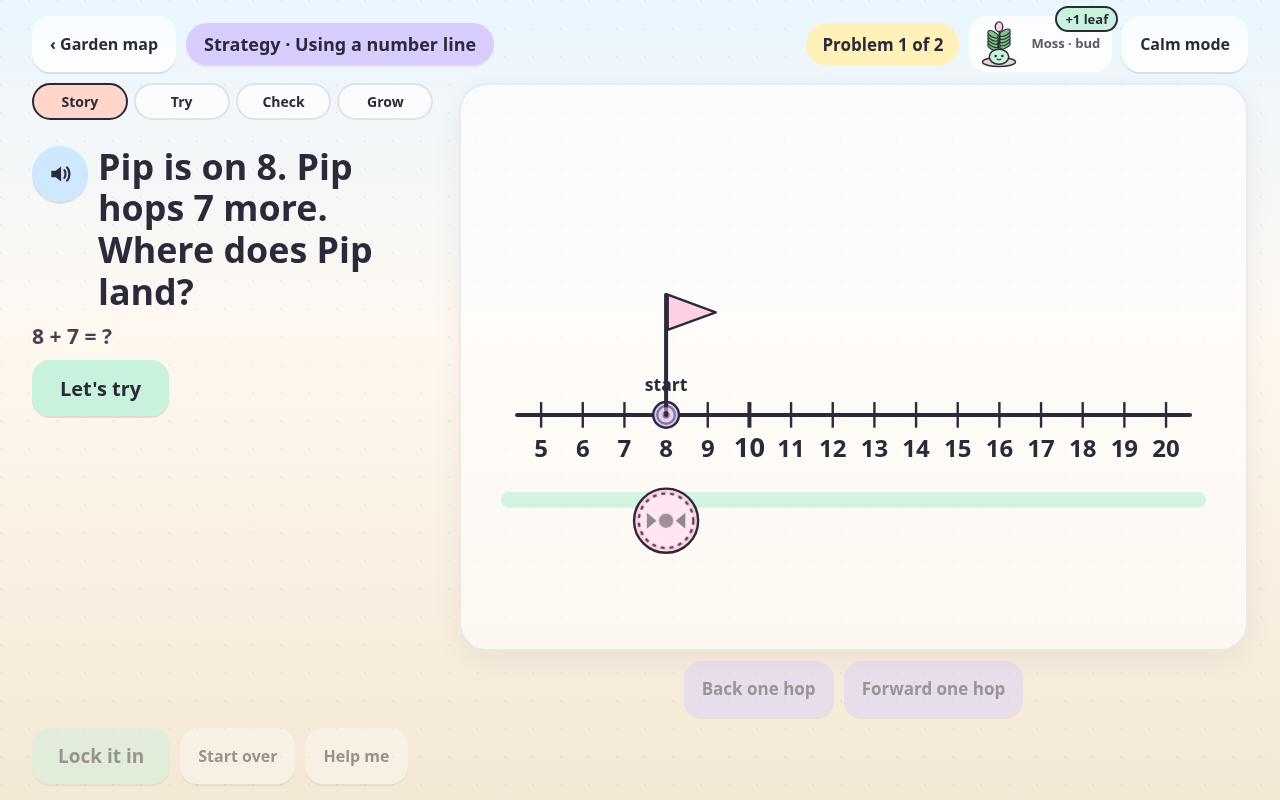 ‹ Garden map
Strategy · Using a number line
Problem 1 of 2
+1 leaf
Moss · bud
Calm mode
Story
Try
Check
Grow
Pip is on 8. Pip
hops 7 more.
Where does Pip
land?
8 + 7 = ?
Let's try
start
5 6 7 8 9 10 11 12 13 14 15 16 17 18 19 20
Back one hop
Forward one hop
Lock it in
Start over
Help me